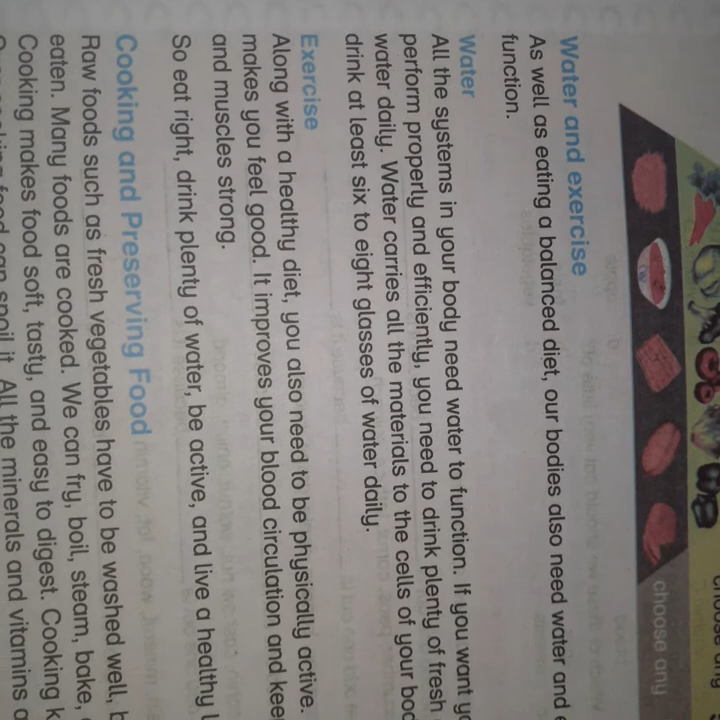 choose any
Water and exercise
As well as eating a balanced diet, our bodies also need water and
function.
Water
All the systems in your body need water to function. If you want
perform properly and efficiently, you need to drink plenty of fresh
water daily. Water carries all the materials to the cells of your
drink at least six to eight glasses of water daily.
Exercise
Along with a healthy diet, you also need to be physically active.
makes you feel good. It improves your blood circulation and
and muscles strong.
So eat right, drink plenty of water, be active, and live a healthy
Cooking and Preserving Food
Raw foods such as fresh vegetables have to be washed well,
eaten. Many foods are cooked. We can fry, boil, steam, bake,
Cooking makes food soft, tasty, and easy to digest. Cooking
food can spoil it. All the minerals and vitamins